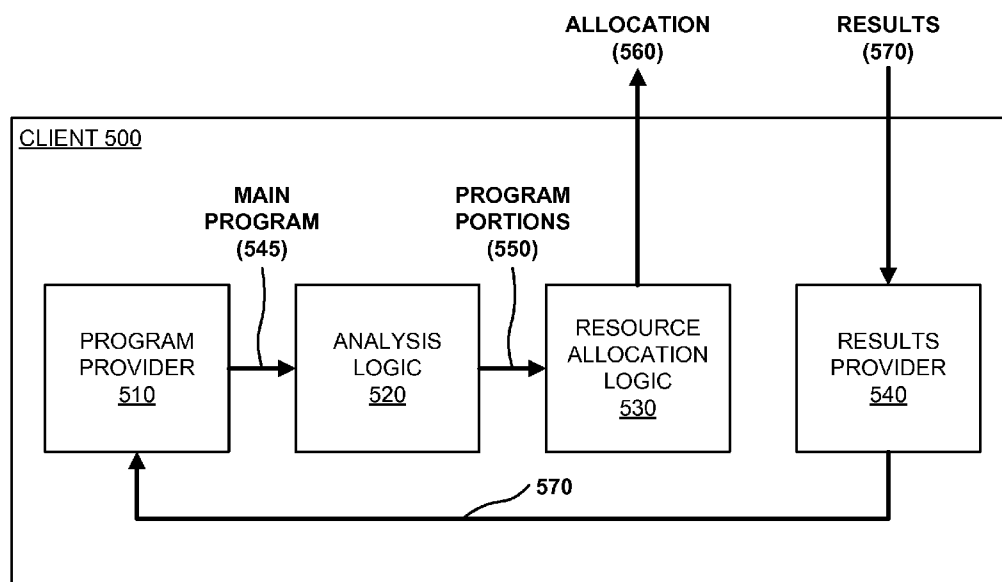 ALLOCATION
(560)
RESULTS
(570)
CLIENT 500
MAIN
PROGRAM
(545)
PROGRAM
PORTIONS
(550)
PROGRAM
PROVIDER
510
ANALYSIS
LOGIC
520
RESOURCE
ALLOCATION
LOGIC
530
RESULTS
PROVIDER
540
570